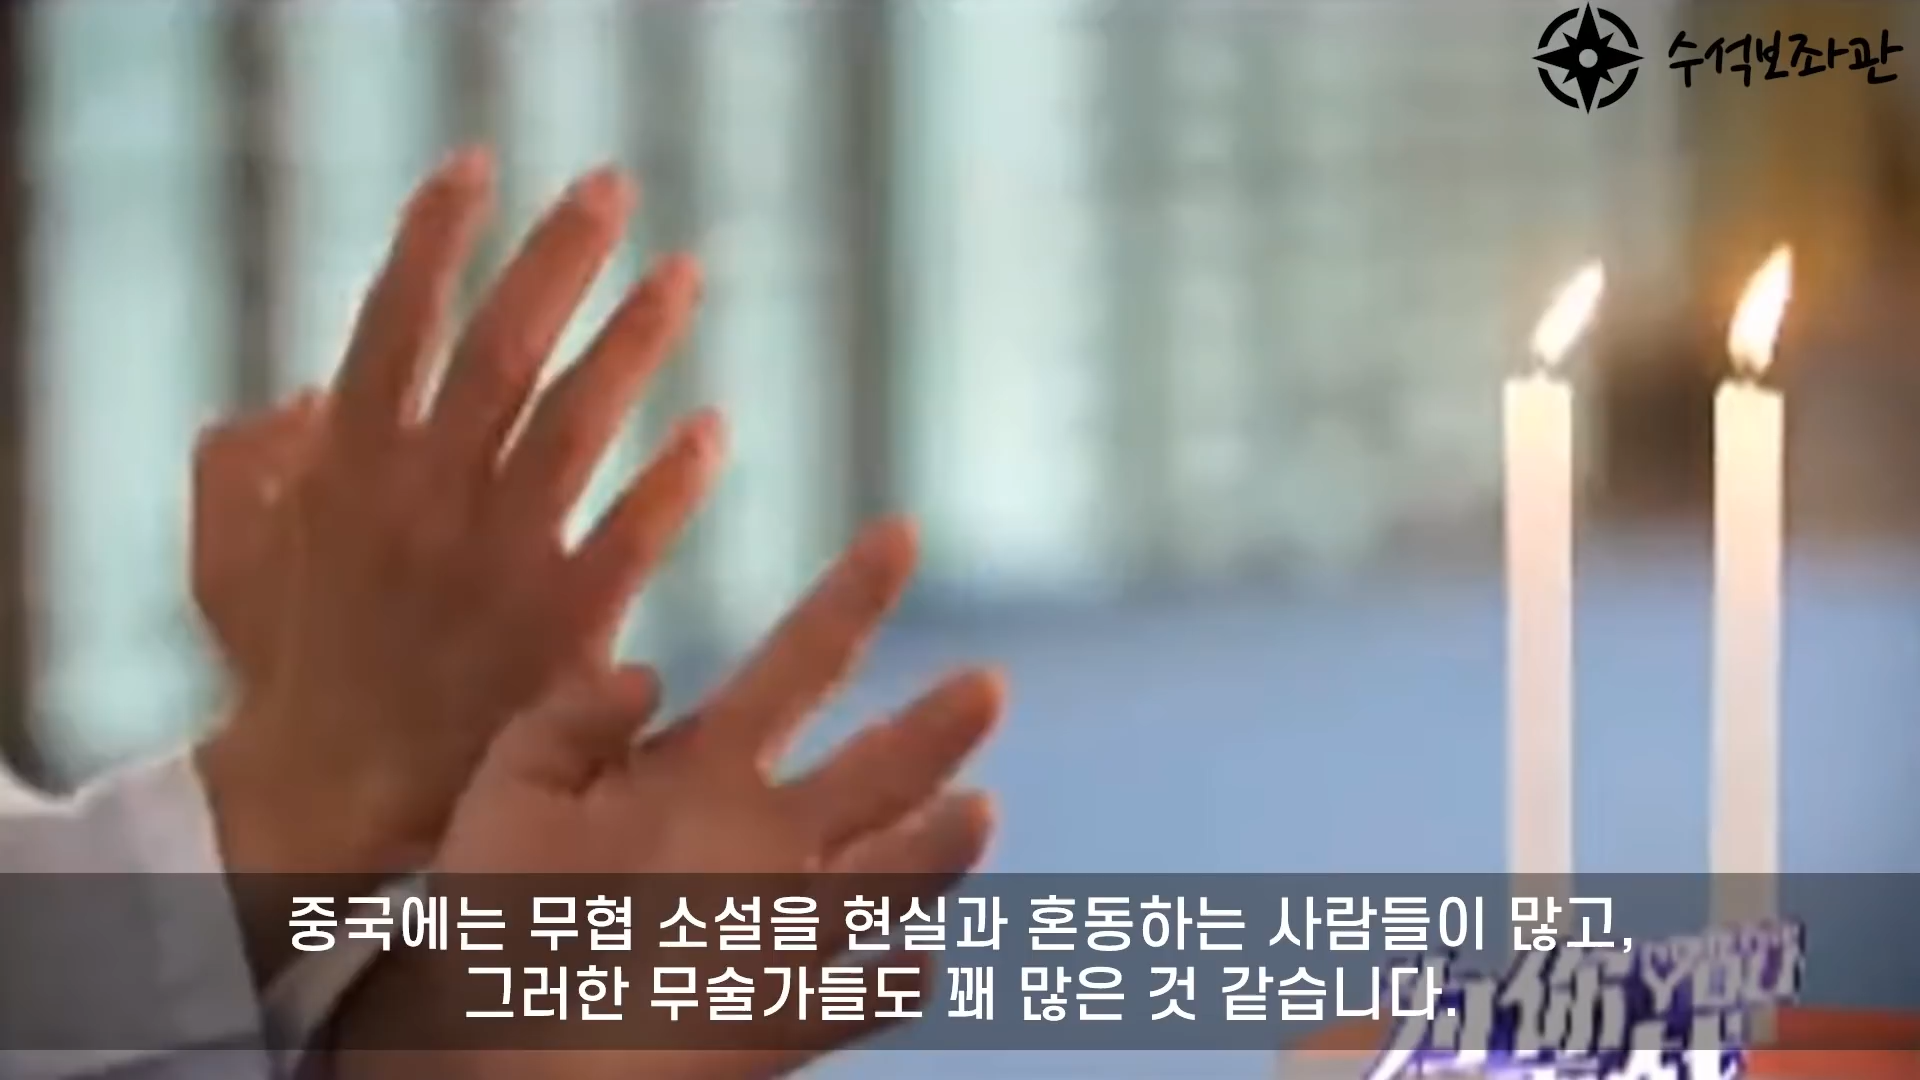 수석보좌관
중국에는 무협 소설을 현실과 혼동하는 사람들이 많고,
그러한 무술가들도 꽤 많은 것 같습니다.
YOU